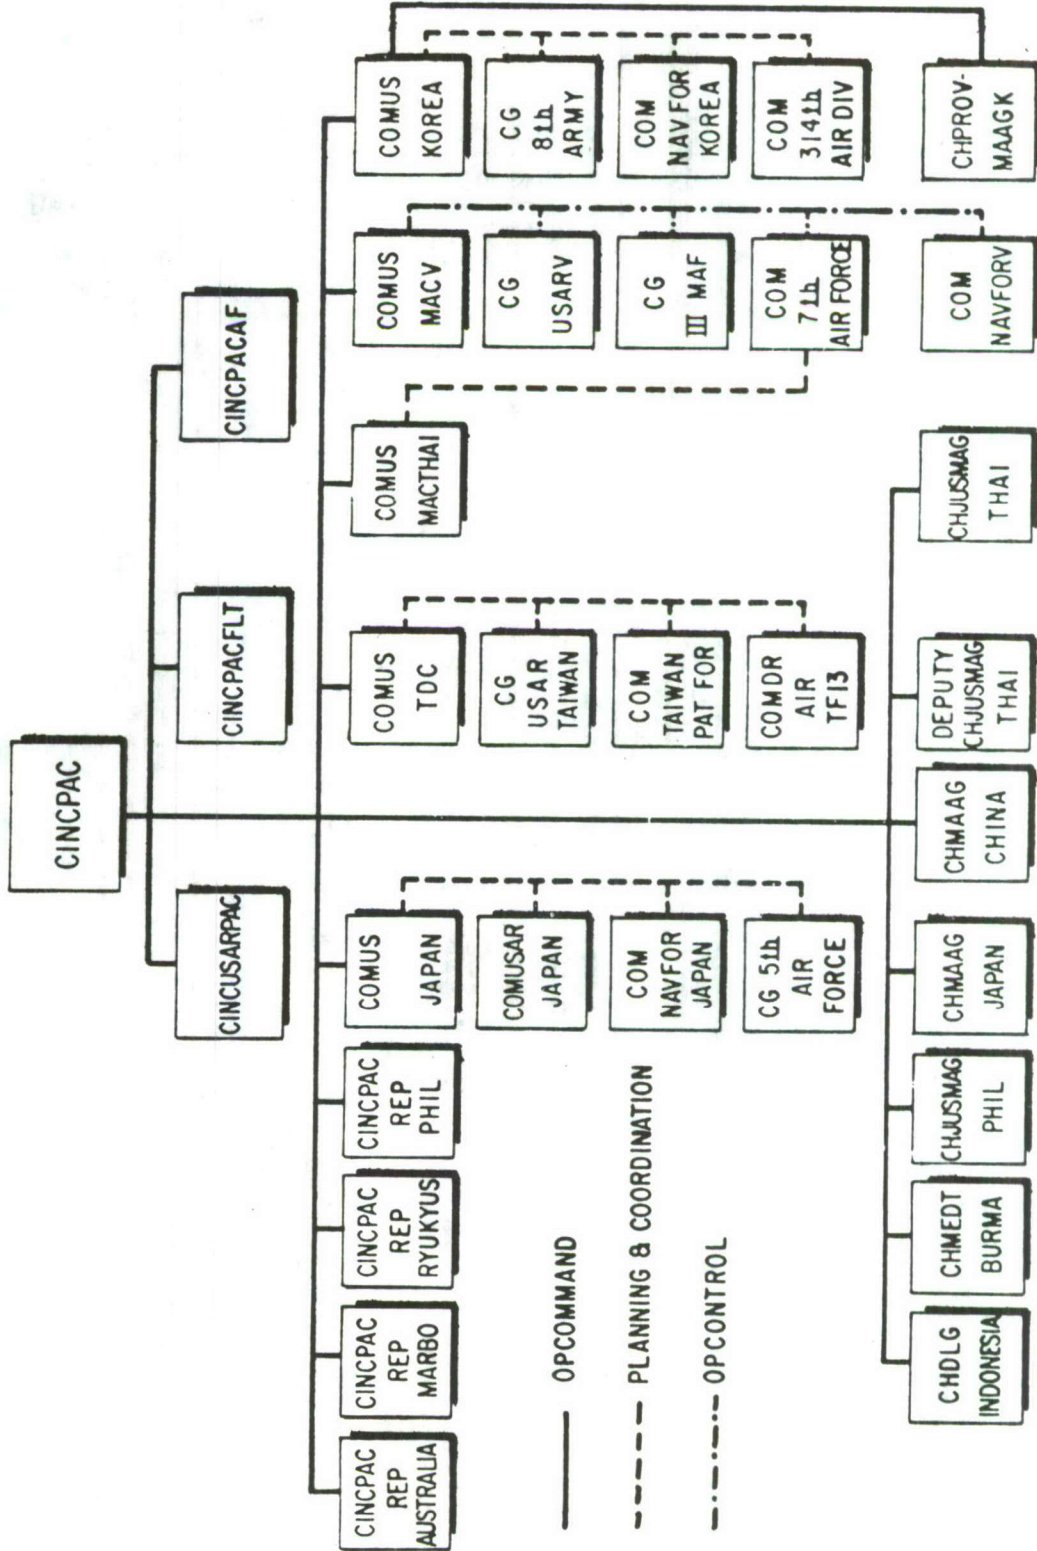 CINCPAC
CINCUSARPAC
CINCPACFLT
CINCPACAF
CINCPAC
REP
AUSTRALIA
CINCPAC
REP
MARBO
CINCPAC
REP
RYUKYUS
CINCPAC
REP
PHIL
COMUS
JAPAN
COMUSAR
JAPAN
COM
NAVFOR
JAPAN
CG 5th
AIR
FORCE
COMUS
TDC
CG
USAR
TAIWAN
COM
TAIWAN
PAT FOR
COMDR
AIR
TF13
COMUS
MACTHAI
COMUS
MACV
CG
USARV
CG
III MAF
COM
7th
AIR FORCE
COM
NAVFORV
COMUS
KOREA
CG
8th
ARMY
COM
NAVFOR
KOREA
COM
314th
AIR DIV
CHPROV-
MAAGK
OPCOMMAND
PLANNING & COORDINATION
OPCONTROL
CHDLG
INDONESIA
CHMEDT
BURMA
CHJUSMAG
PHIL
CHMAAG
JAPAN
CHMAAG
CHINA
DEPUTY
CHJUSMAG
THAI
CHJUSMAG
THAI